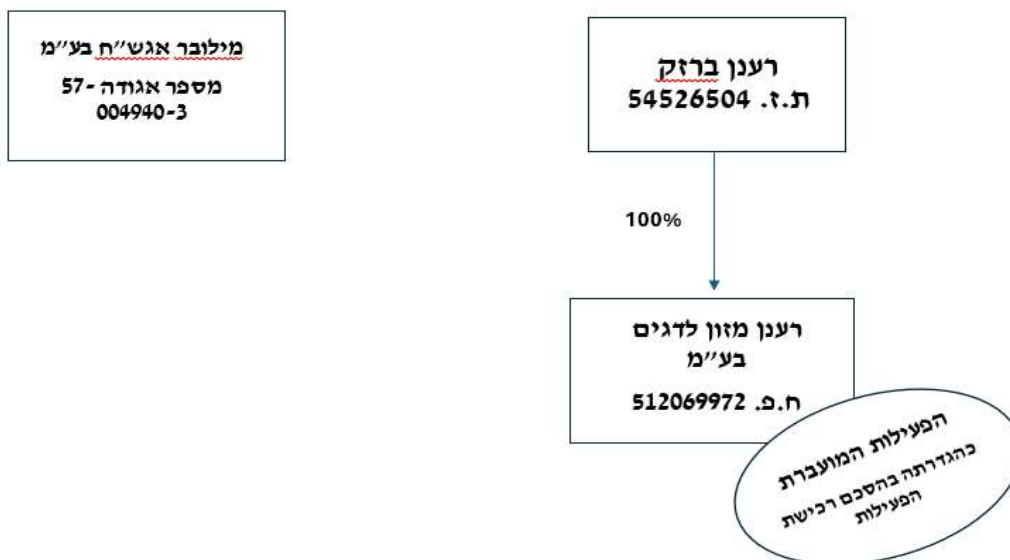 מילובר אגש״ח בע״מ
מספר אגודה 57-
004940-3
רענן ברזק
ת.ז. 54526504
100%
רענן מזון לדגים
בע״מ
ח.פ. 512069972
הפעילות המועברת
כהגדרתה בהסכם רכישת
הפעילות